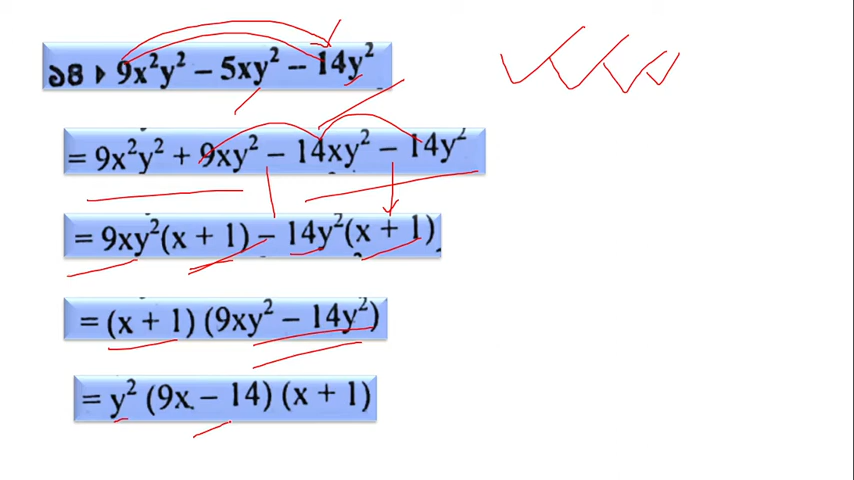 ১৪ ▶ 9x²y² – 5xy² – 14y²
= 9x²y² + 9xy² – 14xy² – 14y²
= 9xy²(x + 1) – 14y²(x + 1)
= (x + 1) (9xy² – 14y²)
= y² (9x – 14) (x + 1)